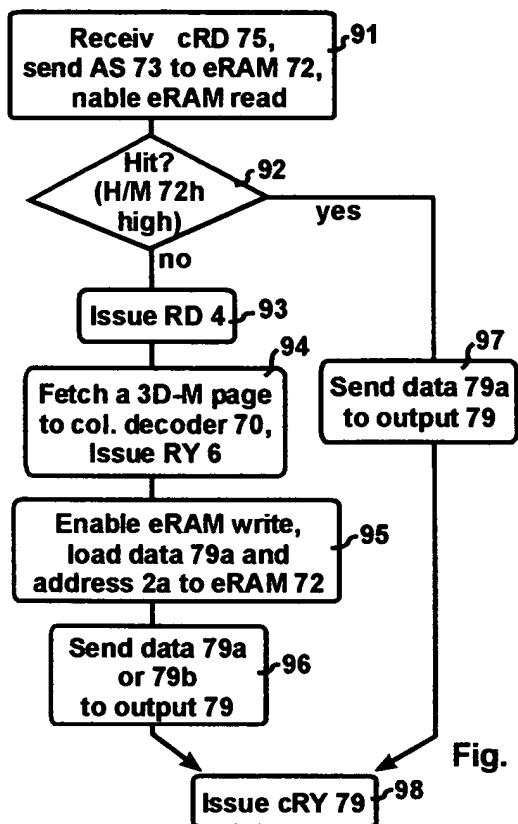 Receiv cRD 75,
send AS 73 to eRAM 72,
nable eRAM read
91
Hit?
(H/M 72h
high)
92
yes
no
Issue RD 4
93
94
Fetch a 3D-M page
to col. decoder 70,
Issue RY 6
97
Send data 79a
to output 79
Enable eRAM write,
load data 79a and
address 2a to eRAM 72
95
Send data 79a
or 79b
to output 79
96
Fig.
Issue cRY 79
98